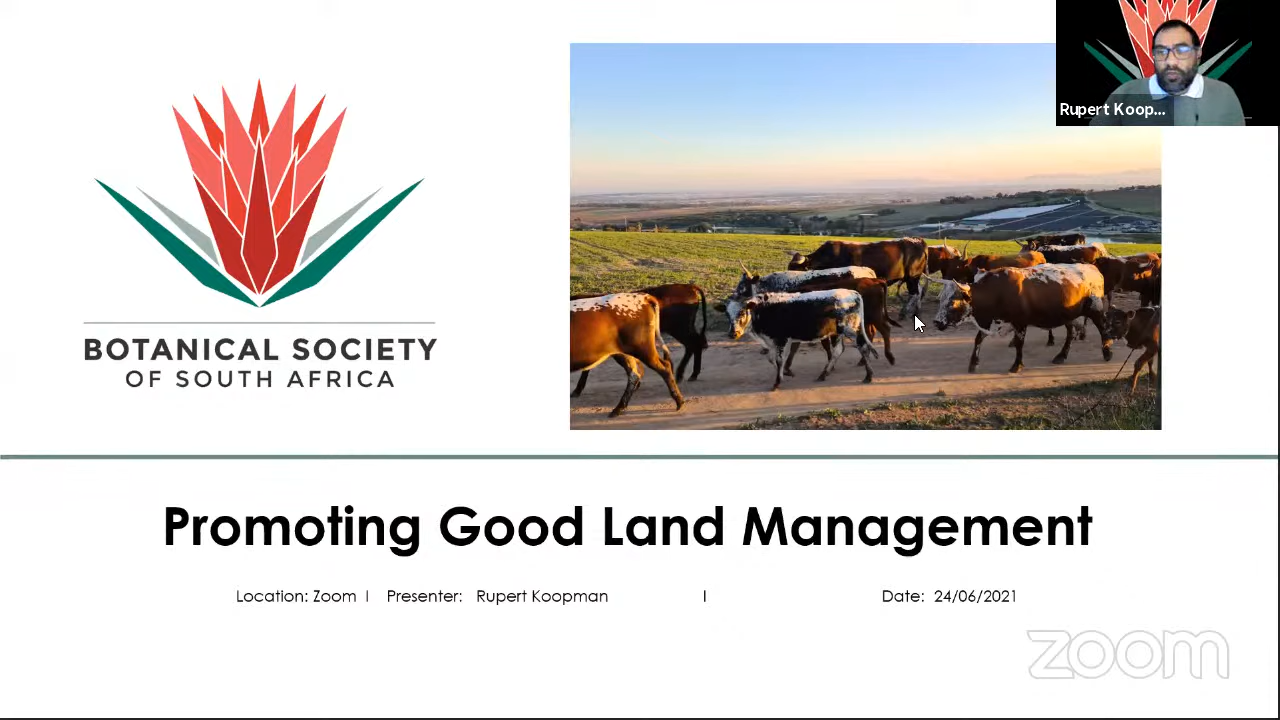 Rupert Koop...
BOTANICAL SOCIETY
OF SOUTH AFRICA
Promoting Good Land Management
Location: Zoom I Presenter: Rupert Koopman I Date: 24/06/2021
zoom